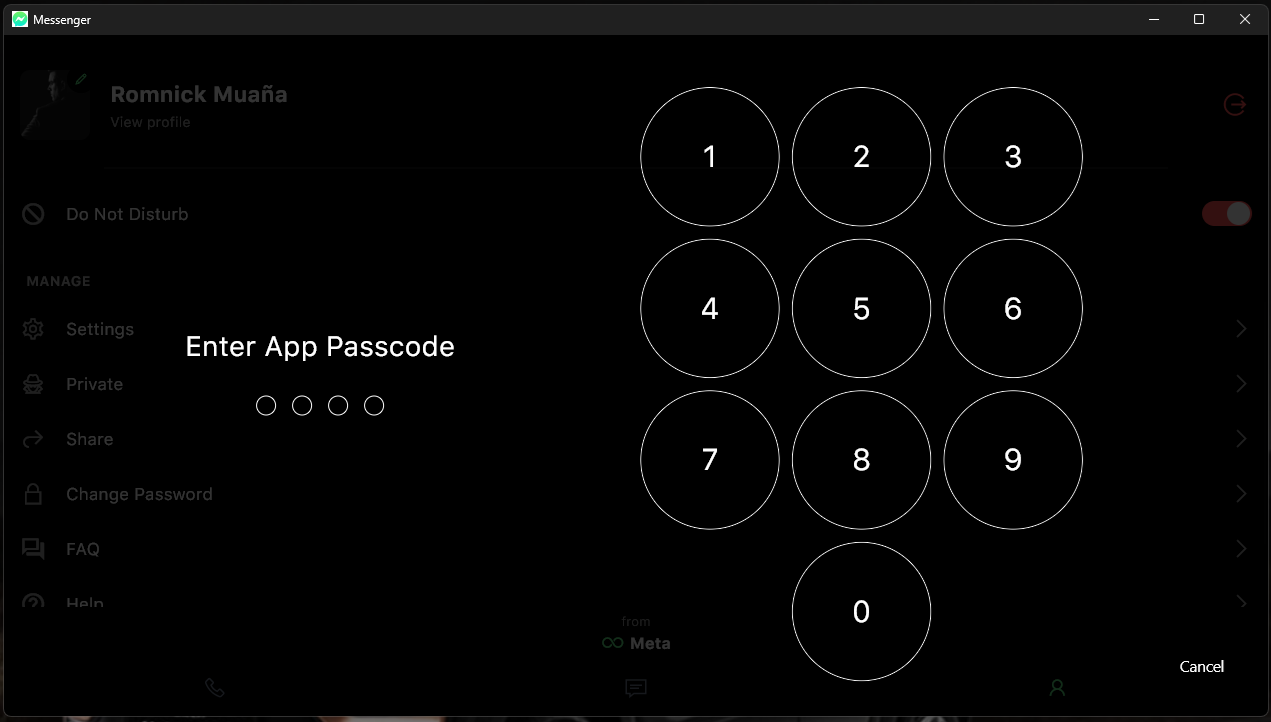 Messenger
Romnick Muaña
View profile
Do Not Disturb
MANAGE
Settings
Private
Share
Change Password
FAQ
Help
Enter App Passcode
1 2 3
4 5 6
7 8 9
0
from
Meta
Cancel